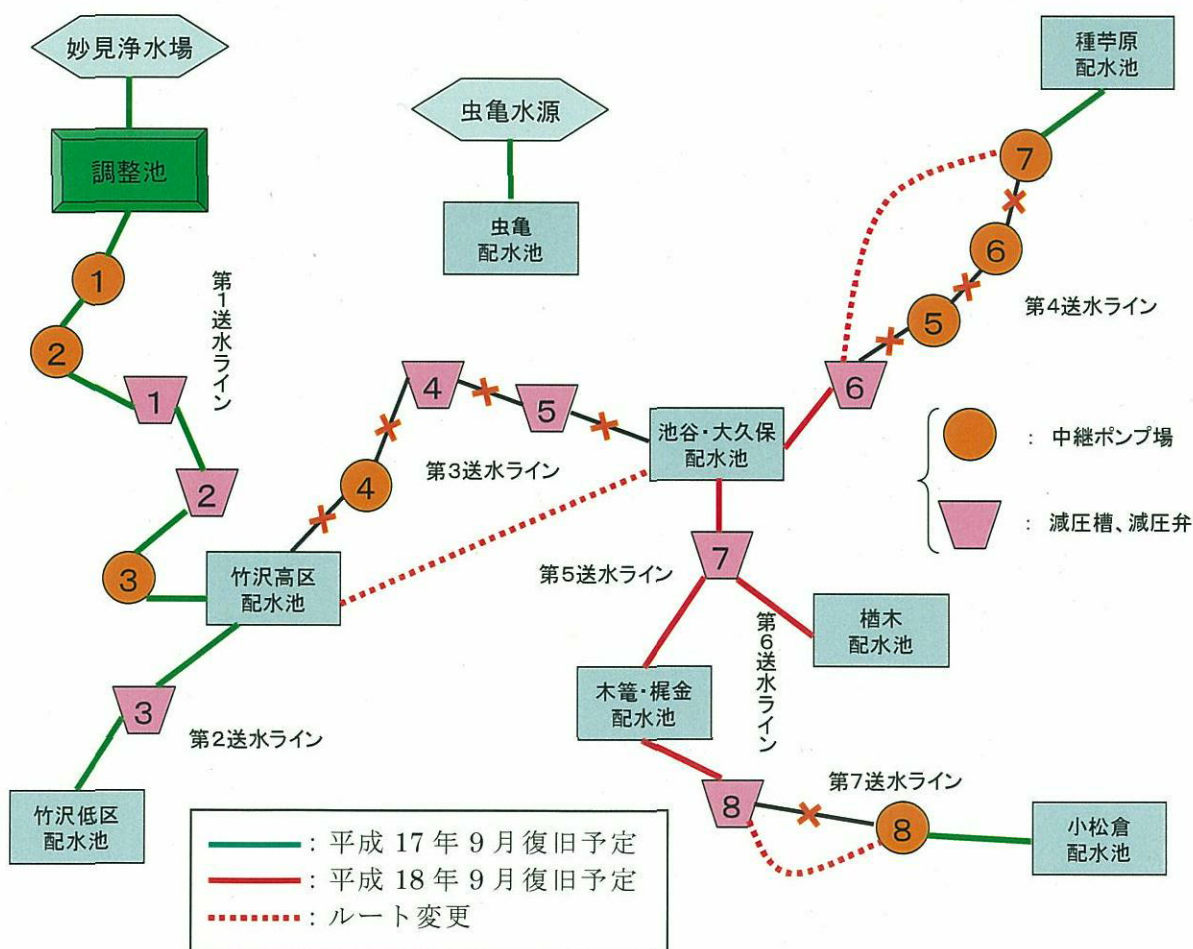 妙見浄水場
調整池
虫亀水源
虫亀
配水池
種苧原
配水池
1
2
1
2
3
第1送水ライン
竹沢高区
配水池
3
第2送水ライン
竹沢低区
配水池
4
4
5
第3送水ライン
池谷・大久保
配水池
6
5
6
7
第4送水ライン
: 中継ポンプ場
: 減圧槽、減圧弁
7
第5送水ライン
第6送水ライン
楢木
配水池
木篭・梶金
配水池
8
第7送水ライン
8
小松倉
配水池
: 平成 17 年 9 月復旧予定
: 平成 18 年 9 月復旧予定
: ルート変更